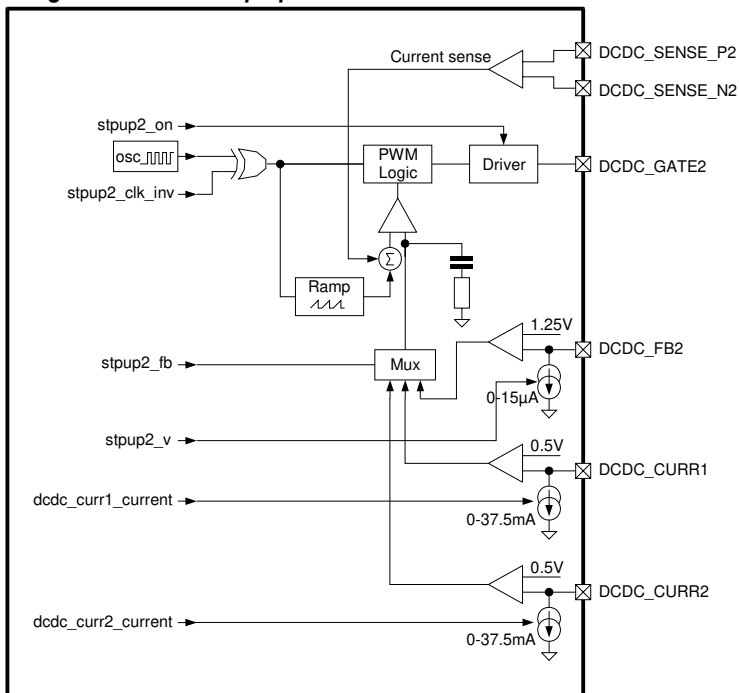 Current sense
DCDC_SENSE_P2
DCDC_SENSE_N2
stpup2_on
osc
PWM
Logic
Driver
DCDC_GATE2
stpup2_clk_inv
Σ
Ramp
1.25V
stpup2_fb
Mux
DCDC_FB2
0-15µA
stpup2_v
0.5V
DCDC_CURR1
dcdc_curr1_current
0-37.5mA
0.5V
DCDC_CURR2
dcdc_curr2_current
0-37.5mA